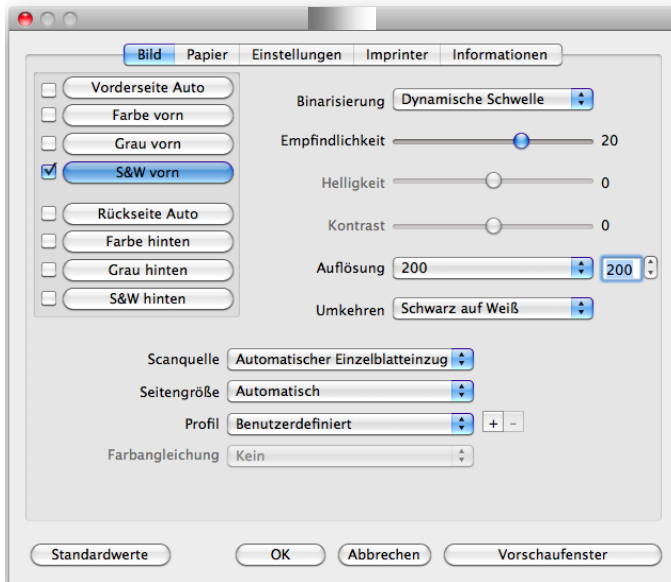 Bild Papier Einstellungen Imprinter Informationen
Vorderseite Auto
Farbe vorn
Grau vorn
S&W vorn
Rückseite Auto
Farbe hinten
Grau hinten
S&W hinten
Binarisierung Dynamische Schwelle
Empfindlichkeit 20
Helligkeit 0
Kontrast 0
Auflösung 200 200
Umkehren Schwarz auf Weiß
Scanquelle Automatischer Einzelblatteinzug
Seitengröße Automatisch
Profil Benutzerdefiniert + -
Farbangleichung Kein
Standardwerte OK Abbrechen Vorschaufenster